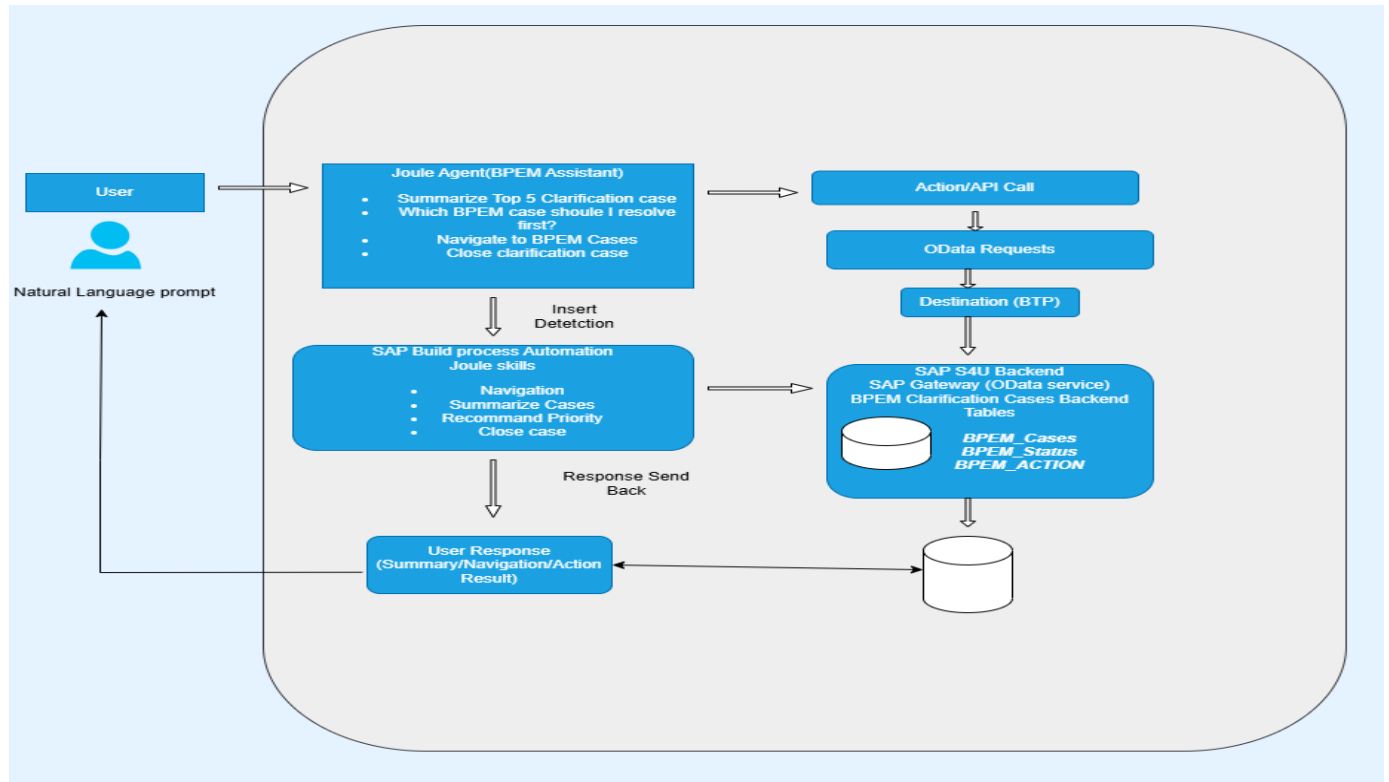 User
Natural Language prompt
Joule Agent(BPEM Assistant)
Summarize Top 5 Clarification case
Which BPEM case shoule I resolve
first?
Navigate to BPEM Cases
Close clarification case
Insert
Detetction
SAP Build process Automation
Joule skills
Navigation
Summarize Cases
Recommand Priority
Close case
Response Send
Back
User Response
(Summary/Navigation/Action
Result)
Action/API Call
OData Requests
Destination (BTP)
SAP S4U Backend
SAP Gateway (OData service)
BPEM Clarification Cases Backend
Tables
BPEM_Cases
BPEM_Status
BPEM_ACTION